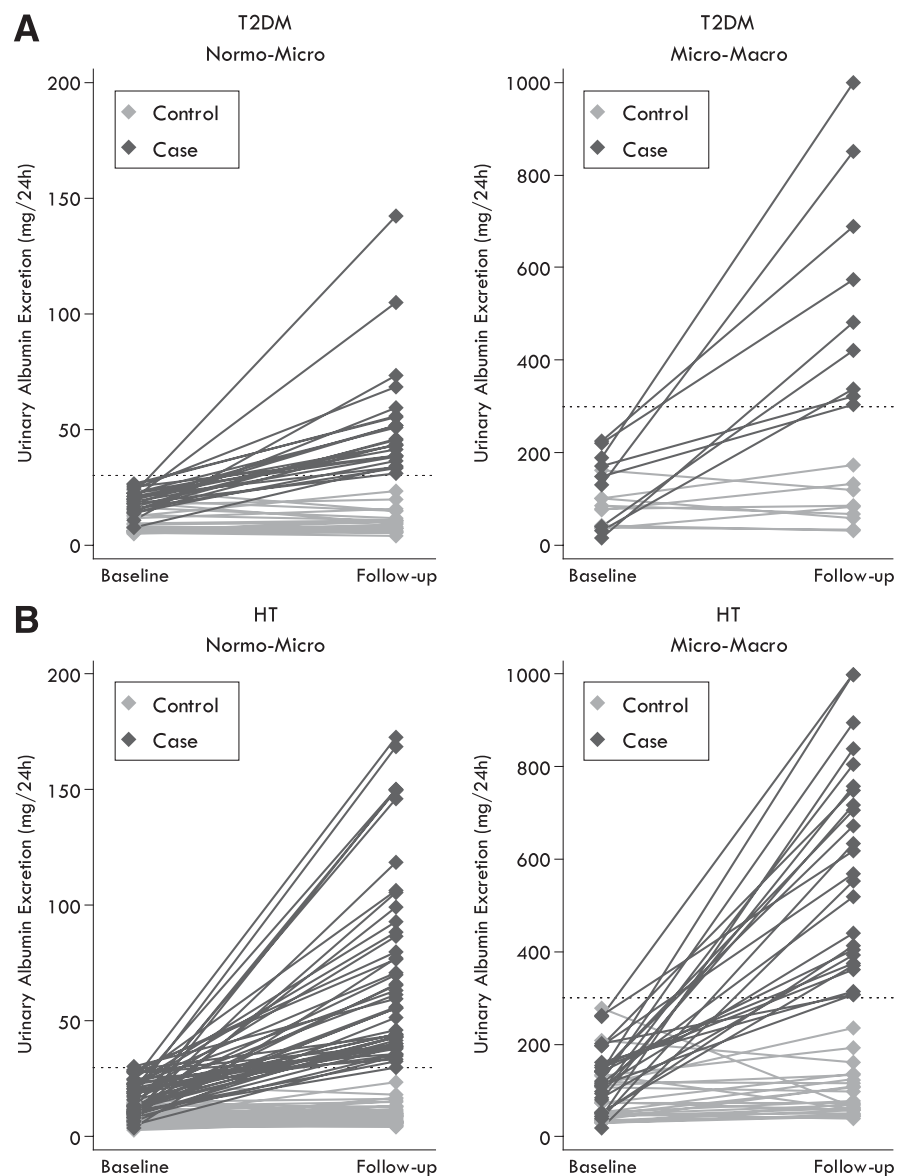 A
T2DM
Normo-Micro
Urinary Albumin Excretion (mg/24h)
200
150
100
50
0
Control
Case
Baseline
Follow-up
T2DM
Micro-Macro
Urinary Albumin Excretion (mg/24h)
1000
800
600
400
200
0
Control
Case
Baseline
Follow-up
B
HT
Normo-Micro
Urinary Albumin Excretion (mg/24h)
200
150
100
50
0
Control
Case
Baseline
Follow-up
HT
Micro-Macro
Urinary Albumin Excretion (mg/24h)
1000
800
600
400
200
0
Control
Case
Baseline
Follow-up